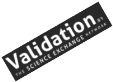 Validation BY
THE SCIENCE EXCHANGE NETWORK